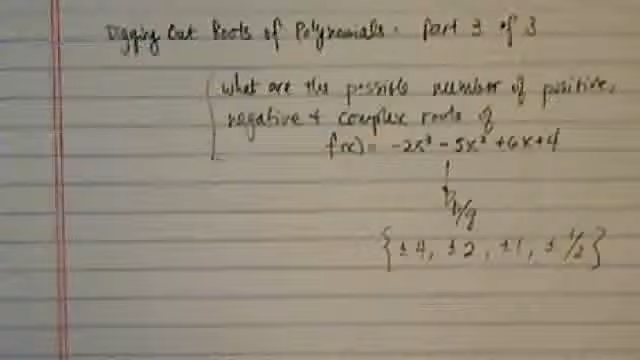 Digging Out Roots of Polynomials. Part 3 of 3
What are the possible number of positive,
negative + complex roots of
f(x) = -2x³ - 5x² + 6x + 4
p/q
{±4, ±2, ±1, ±1/2}